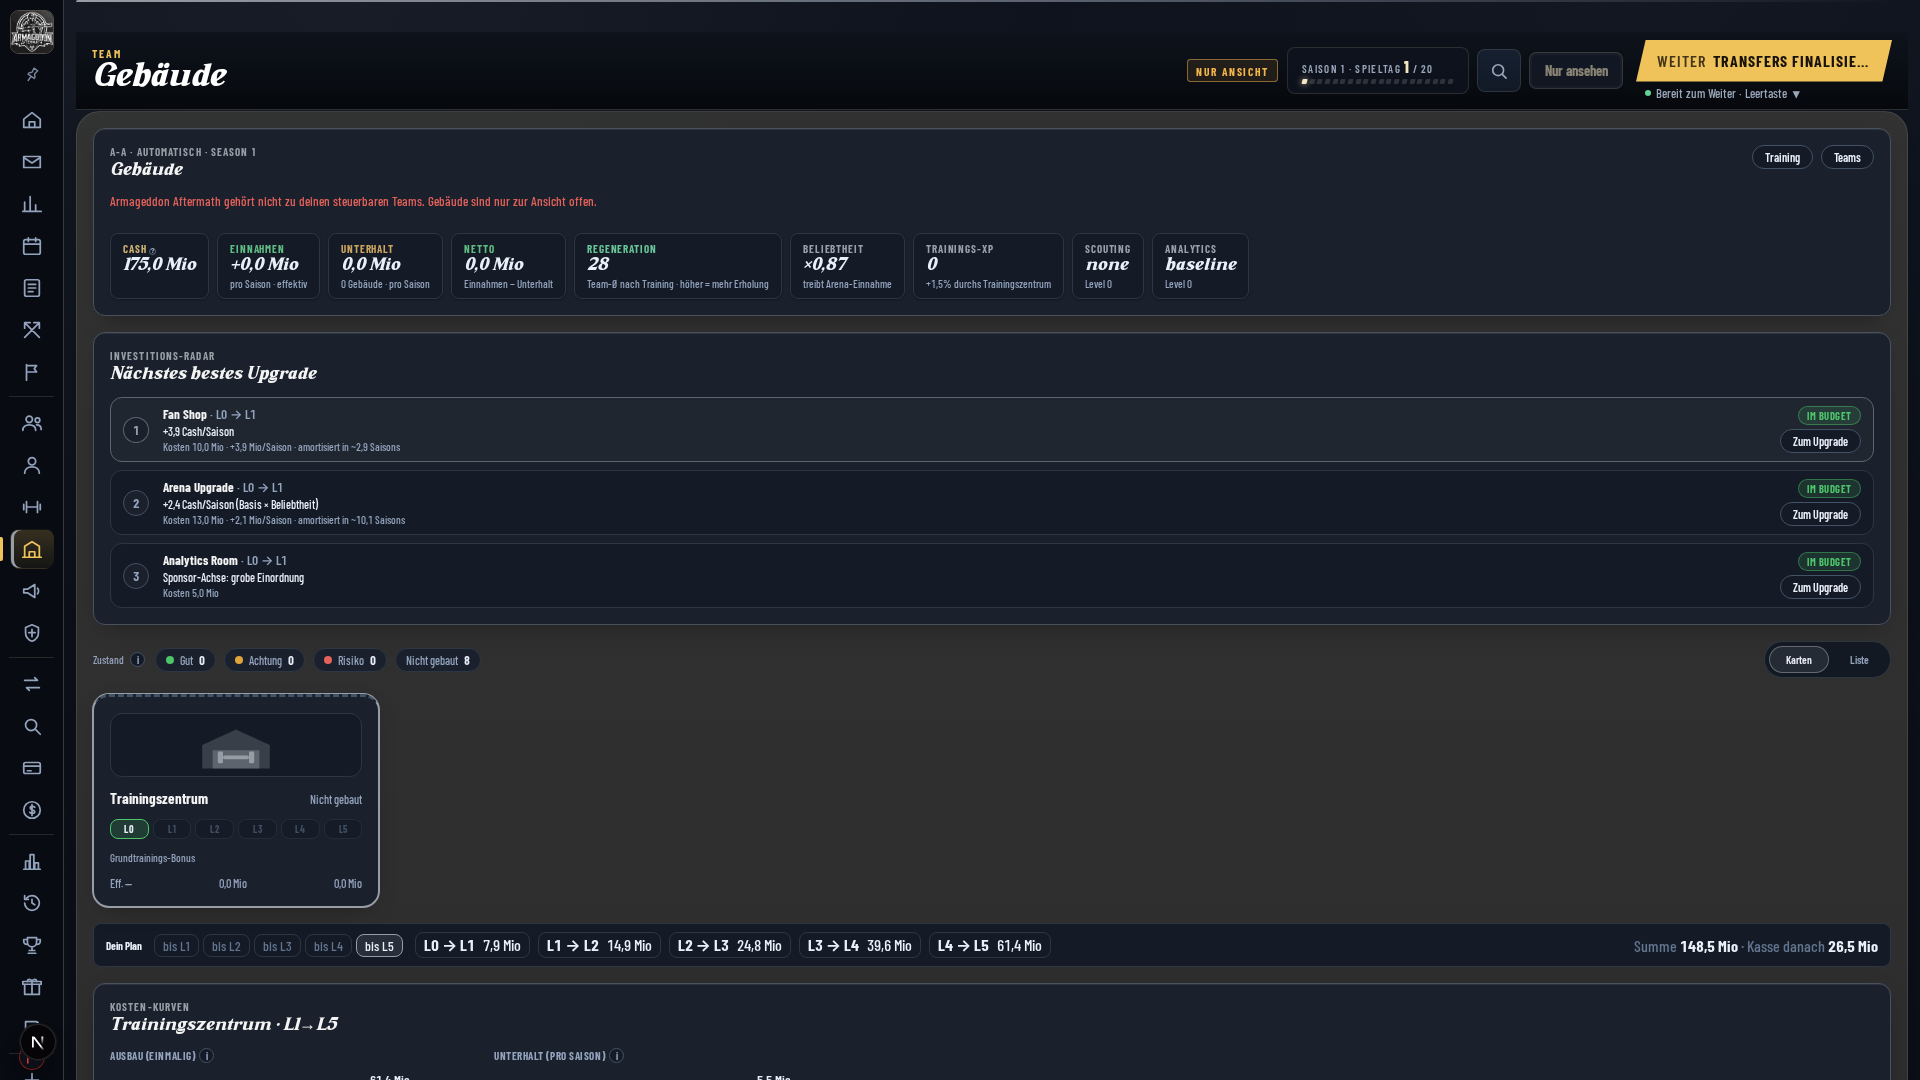 ARMAGEDDON
TEAM
Gebäude
NUR ANSICHT
SAISON 1 · SPIELTAG 1 / 20
Nur ansehen
WEITER TRANSFERS FINALISIE...
Bereit zum Weiter · Leertaste ▼
A-A · AUTOMATISCH · SEASON 1
Gebäude
Training
Teams
Armageddon Aftermath gehört nicht zu deinen steuerbaren Teams. Gebäude sind nur zur Ansicht offen.
CASH ?
175,0 Mio
EINNAHMEN
+0,0 Mio
pro Saison · effektiv
UNTERHALT
0,0 Mio
0 Gebäude · pro Saison
NETTO
0,0 Mio
Einnahmen − Unterhalt
REGENERATION
28
Team-Ø nach Training · höher = mehr Erholung
BELIEBTHEIT
×0,87
treibt Arena-Einnahme
TRAININGS-XP
0
+1,5% durchs Trainingszentrum
SCOUTING
none
Level 0
ANALYTICS
baseline
Level 0
INVESTITIONS-RADAR
Nächstes bestes Upgrade
1
Fan Shop · L0 → L1
+3,9 Cash/Saison
Kosten 10,0 Mio · +3,9 Mio/Saison · amortisiert in ~2,9 Saisons
IM BUDGET
Zum Upgrade
2
Arena Upgrade · L0 → L1
+2,4 Cash/Saison (Basis × Beliebtheit)
Kosten 13,0 Mio · +2,1 Mio/Saison · amortisiert in ~10,1 Saisons
IM BUDGET
Zum Upgrade
3
Analytics Room · L0 → L1
Sponsor-Achse: grobe Einordnung
Kosten 5,0 Mio
IM BUDGET
Zum Upgrade
Zustand i
Gut 0
Achtung 0
Risiko 0
Nicht gebaut 8
Karten
Liste
Trainingszentrum
Nicht gebaut
L0 L1 L2 L3 L4 L5
Grundtrainings-Bonus
Eff. — 0,0 Mio 0,0 Mio
Dein Plan
bis L1 bis L2 bis L3 bis L4 bis L5
L0 → L1 7,9 Mio
L1 → L2 14,9 Mio
L2 → L3 24,8 Mio
L3 → L4 39,6 Mio
L4 → L5 61,4 Mio
Summe 148,5 Mio · Kasse danach 26,5 Mio
KOSTEN-KURVEN
Trainingszentrum · L1→L5
AUSBAU (EINMALIG) i
UNTERHALT (PRO SAISON) i
61,4 Mio
5,5 Mio
N